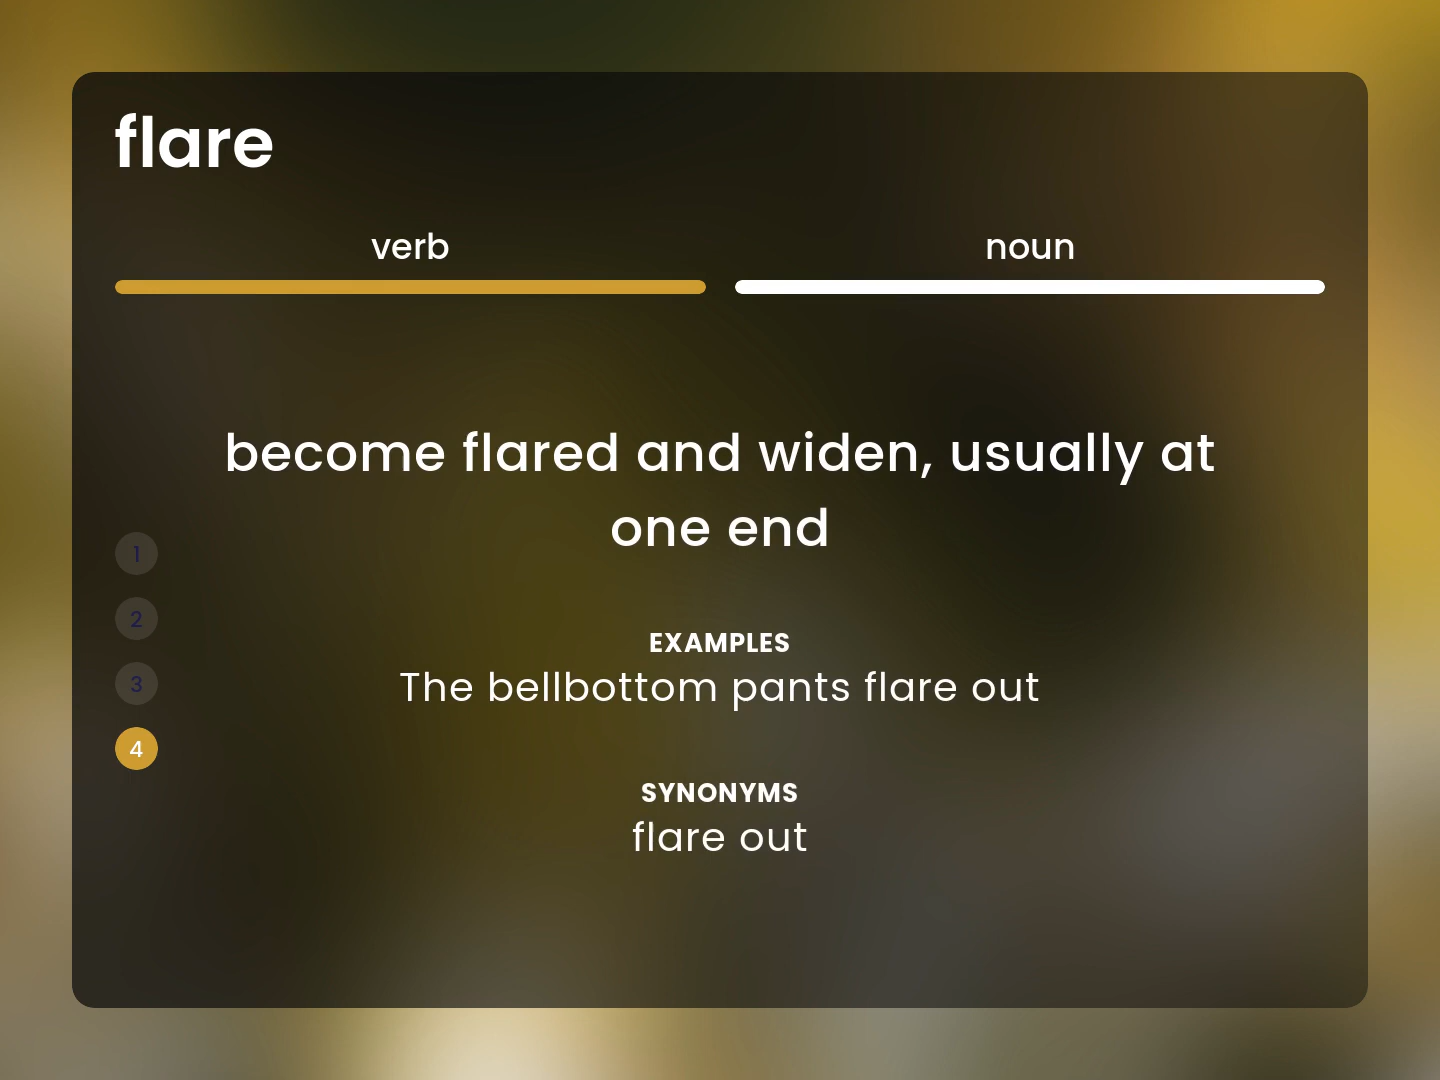 flare
verb
noun
become flared and widen, usually at
one end
1
2
3
4
EXAMPLES
The bellbottom pants flare out
SYNONYMS
flare out